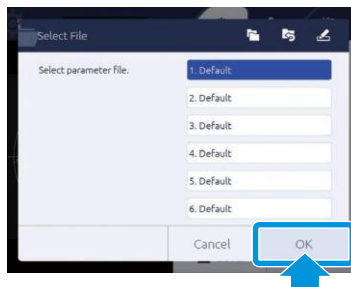 Select File
Select parameter file.
1. Default
2. Default
3. Default
4. Default
5. Default
6. Default
Cancel
OK